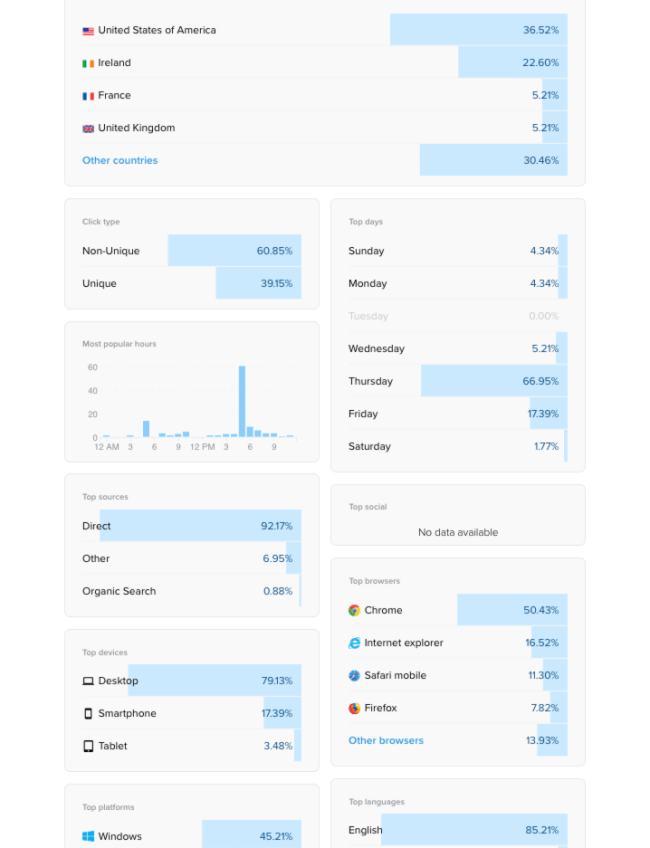 United States of America 36.52%
Ireland 22.60%
France 5.21%
United Kingdom 5.21%
Other countries 30.46%
Click type
Non-Unique 60.85%
Unique 39.15%
Most popular hours
60
40
20
0
12 AM 3 6 9 12 PM 3 6 9
Top sources
Direct 92.17%
Other 6.95%
Organic Search 0.88%
Top devices
Desktop 79.13%
Smartphone 17.39%
Tablet 3.48%
Top platforms
Windows 45.21%
Top days
Sunday 4.34%
Monday 4.34%
Tuesday 0.00%
Wednesday 5.21%
Thursday 66.95%
Friday 17.39%
Saturday 1.77%
Top social
No data available
Top browsers
Chrome 50.43%
Internet explorer 16.52%
Safari mobile 11.30%
Firefox 7.82%
Other browsers 13.93%
Top languages
English 85.21%